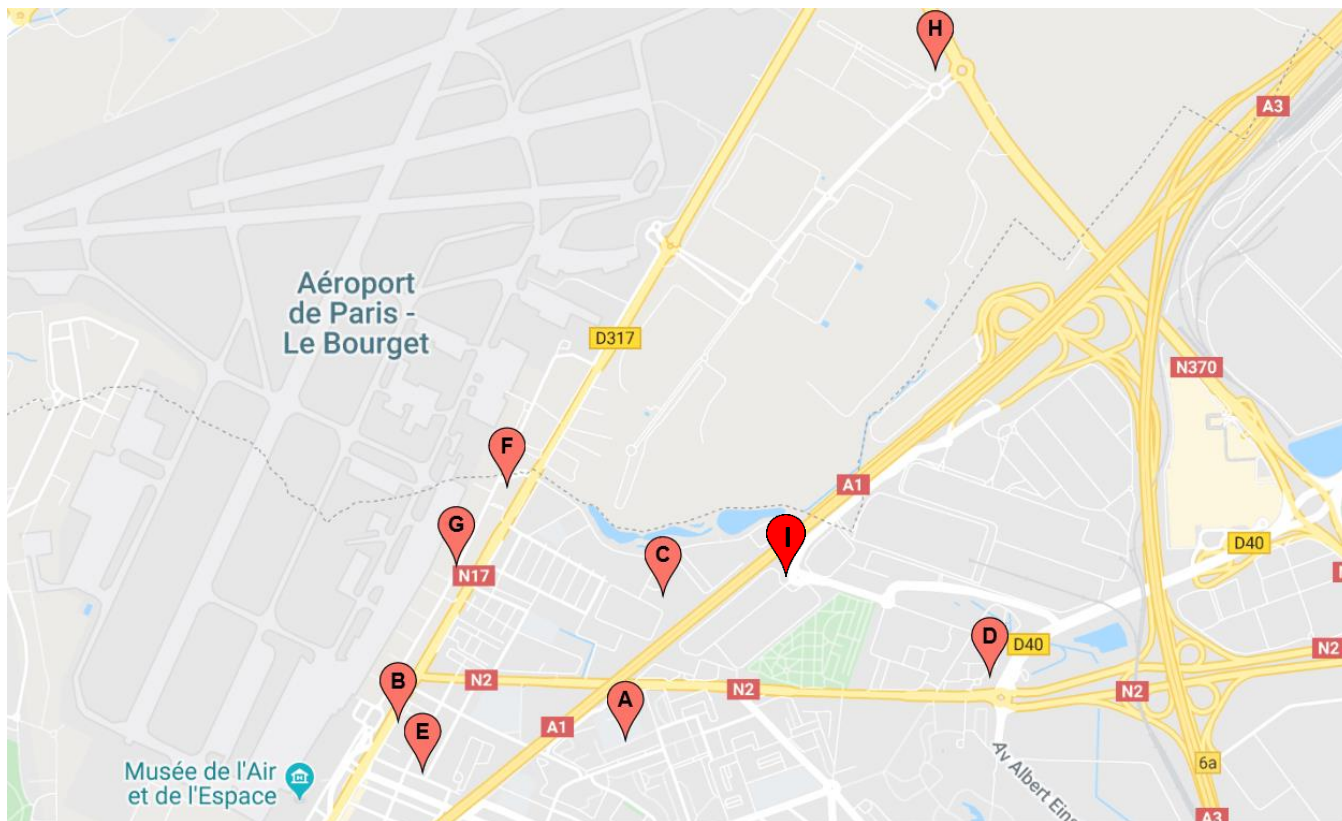 H
A3
Aéroport
de Paris -
Le Bourget
D317
N370
F
A1
G
C
I
D40
N17
D
D40
N2
N2
B
N2
N2
A
E
A1
Musée de l'Air
et de l'Espace
6a
Av Albert Eins
A3